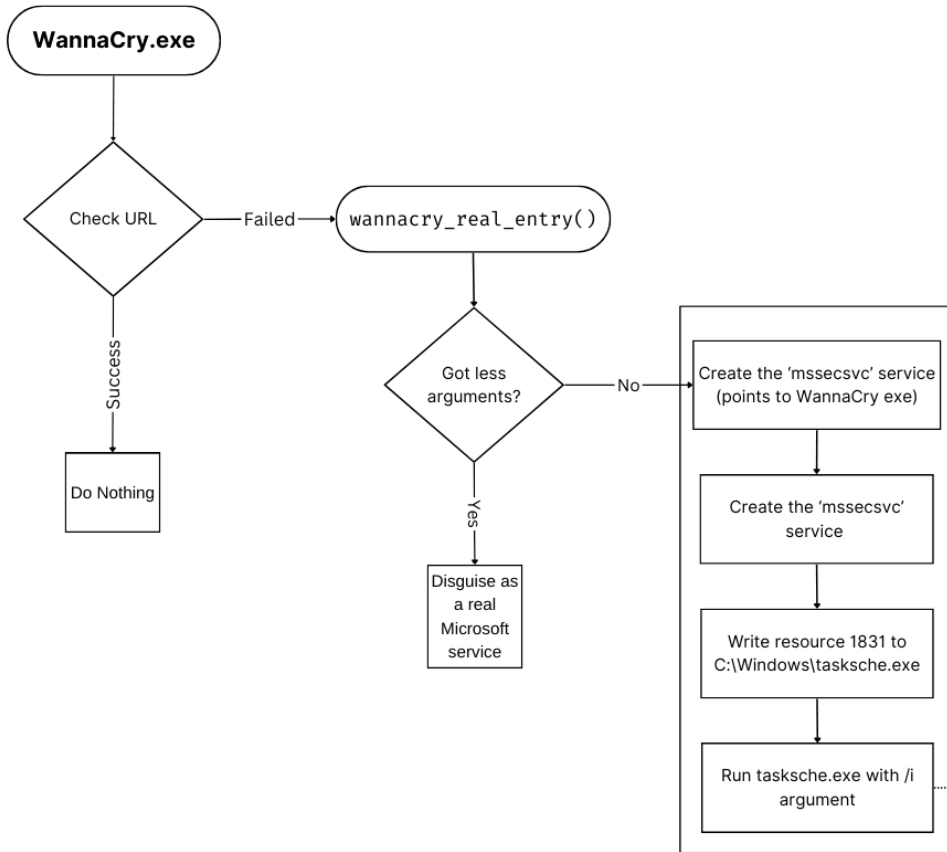 WannaCry.exe
Check URL
Failed
wannacry_real_entry()
Success
Do Nothing
Got less
arguments?
No
Yes
Disguise as
a real
Microsoft
service
Create the ‘mssecsvc’ service
(points to WannaCry exe)
Create the ‘mssecsvc’
service
Write resource 1831 to
C:\Windows\tasksche.exe
Run tasksche.exe with /i
argument